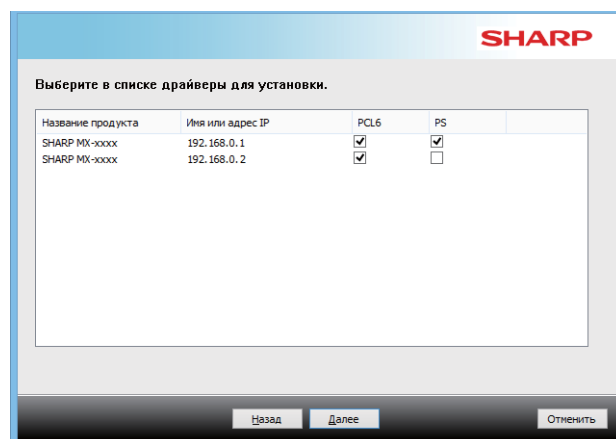 SHARP
Выберите в списке драйверы для установки.
Название продукта Имя или адрес IP PCL6 PS
SHARP MX-xxxx 192.168.0.1
SHARP MX-xxxx 192.168.0.2
Назад Далее Отменить